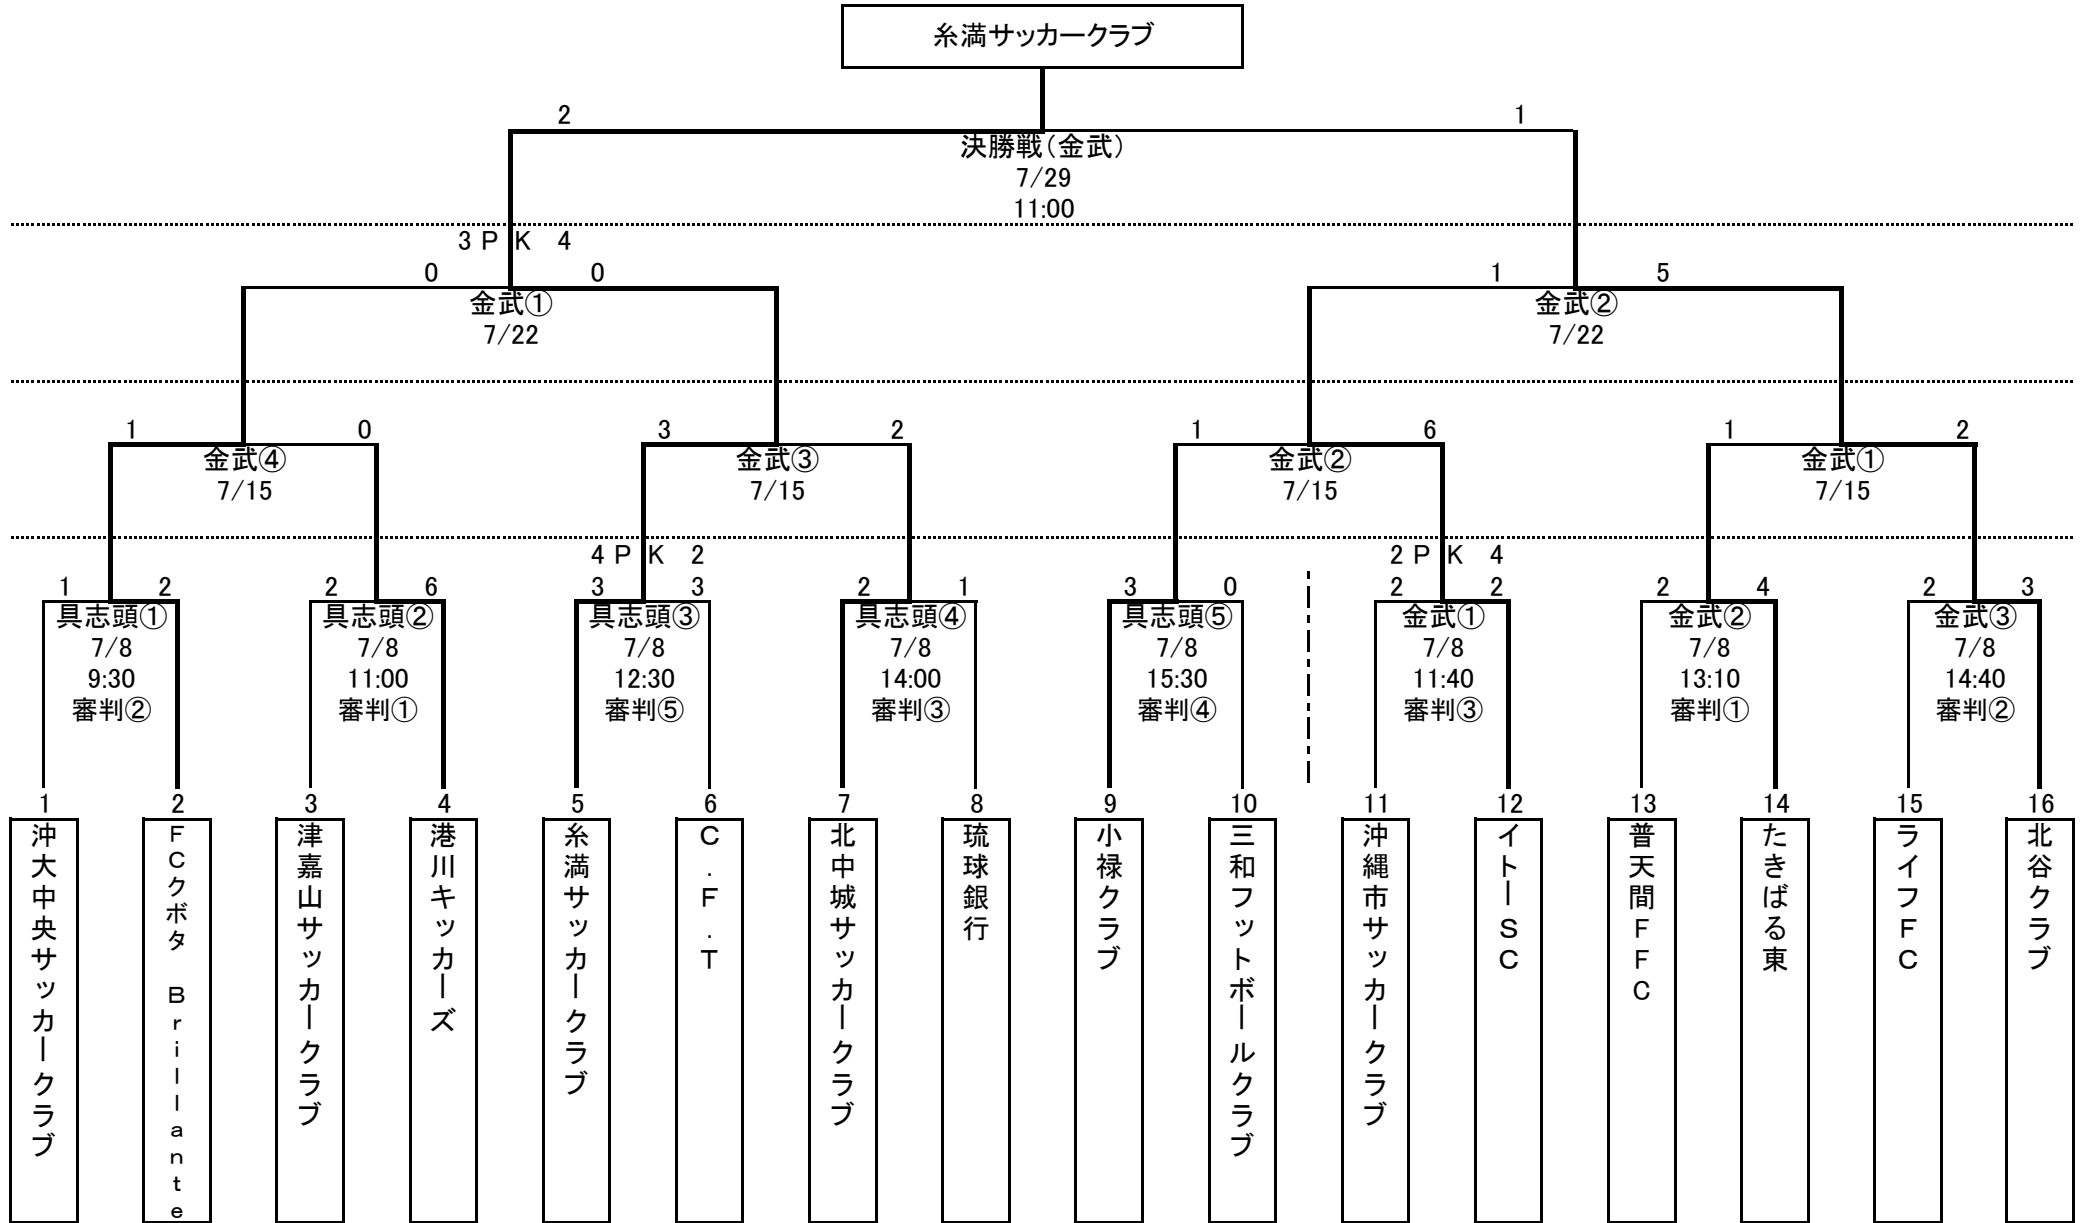 糸満サッカークラブ
2 1
決勝戦(金武)
7/29
11:00
3 P K 4
0 0 1 5
金武① 金武②
7/22 7/22
1 0 3 2 1 6 1 2
金武④ 金武③ 金武② 金武①
7/15 7/15 7/15 7/15
4 P K 2 2 P K 4
1 2 2 6 3 3 2 1 3 0 2 2 2 4 2 3
具志頭① 具志頭② 具志頭③ 具志頭④ 具志頭⑤ 金武① 金武② 金武③
7/8 7/8 7/8 7/8 7/8 7/8 7/8 7/8
9:30 11:00 12:30 14:00 15:30 11:40 13:10 14:40
審判② 審判① 審判⑤ 審判③ 審判④ 審判③ 審判① 審判②
1 2 3 4 5 6 7 8 9 10 11 12 13 14 15 16
沖大中央サッカークラブ
FCクボタ Brillante
津嘉山サッカークラブ
港川キッカーズ
糸満サッカークラブ
C.F.T
北中城サッカークラブ
琉球銀行
小禄クラブ
三和フットボールクラブ
沖縄市サッカークラブ
イトーSC
普天間FFC
たきばる東
ライフFC
北谷クラブ